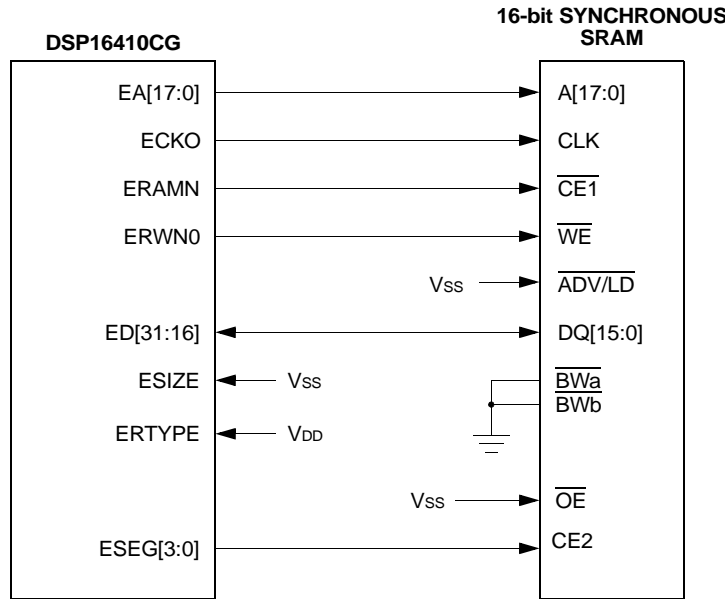 16-bit SYNCHRONOUS
SRAM
DSP16410CG
EA[17:0]
A[17:0]
ECKO
CLK
ERAMN
CE1
ERWN0
WE
VSS
ADV/LD
ED[31:16]
DQ[15:0]
ESIZE
VSS
BWa
BWb
ERTYPE
VDD
VSS
OE
ESEG[3:0]
CE2